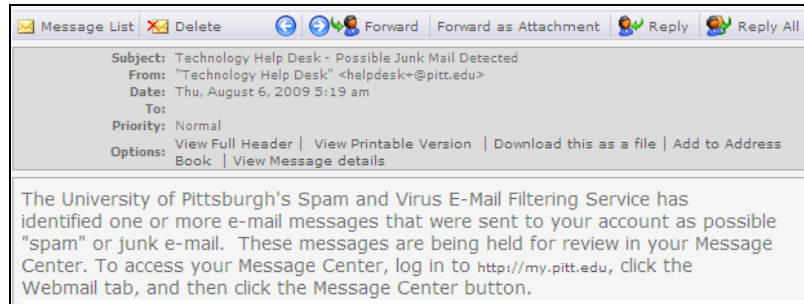 Message List Delete Forward Forward as Attachment Reply Reply All
Subject: Technology Help Desk - Possible Junk Mail Detected
From: "Technology Help Desk" <helpdesk+@pitt.edu>
Date: Thu, August 6, 2009 5:19 am
To:
Priority: Normal
Options: View Full Header | View Printable Version | Download this as a file | Add to Address
Book | View Message details
The University of Pittsburgh's Spam and Virus E-Mail Filtering Service has
identified one or more e-mail messages that were sent to your account as possible
"spam" or junk e-mail. These messages are being held for review in your Message
Center. To access your Message Center, log in to http://my.pitt.edu, click the
Webmail tab, and then click the Message Center button.